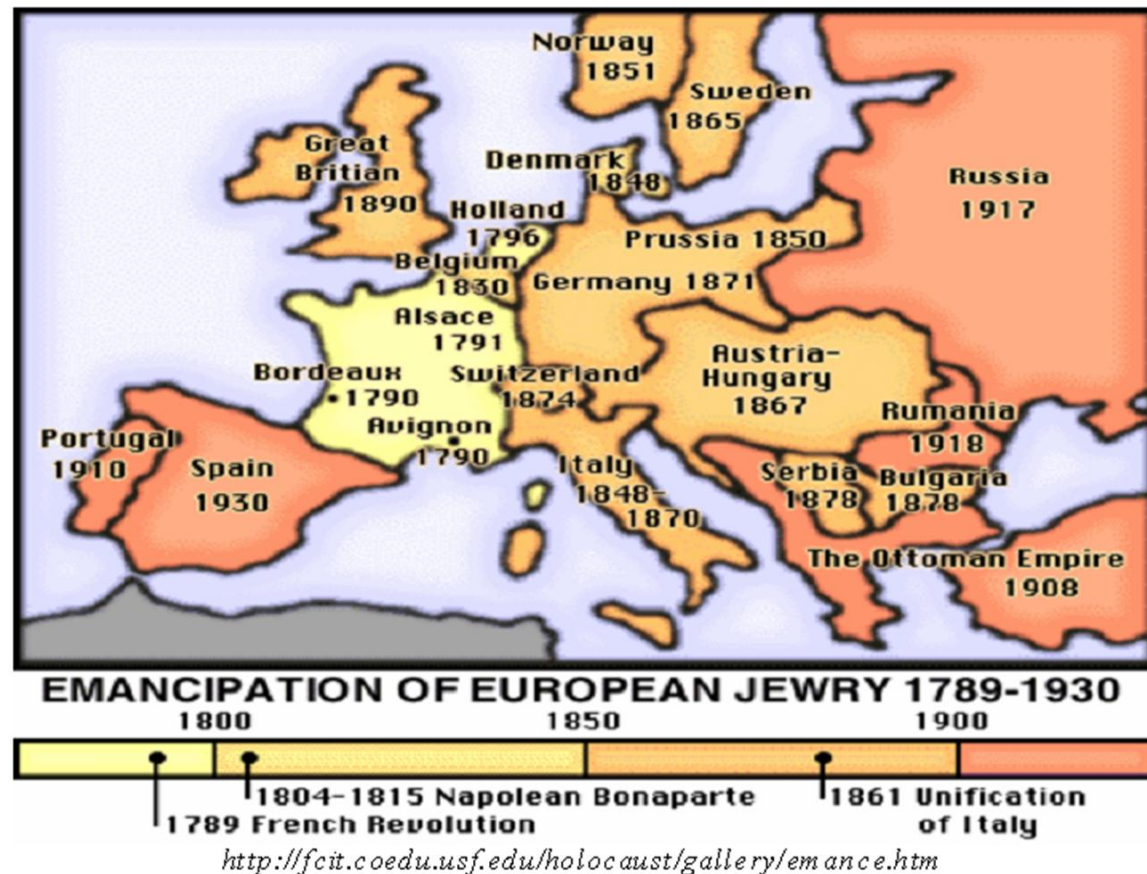 Norway
1851
Sweden
1865
Great
Britian
1890
Denmark
1848
Holland
1796
Russia
1917
Prussia 1850
Belgium
1830
Germany 1871
Alsace
1791
Bordeaux
1790
Switzerland
1874
Austria-
Hungary
1867
Avignon
1790
Rumania
1918
Portugal
1910
Spain
1930
Italy
1848-
1870
Serbia
1878
Bulgaria
1878
The Ottoman Empire
1908
EMANCIPATION OF EUROPEAN JEWRY 1789-1930
1800 1850 1900
1804-1815 Napolean Bonaparte
1861 Unification
of Italy
1789 French Revolution
http://fcit.coedu.usf.edu/holocaust/gallery/emance.htm